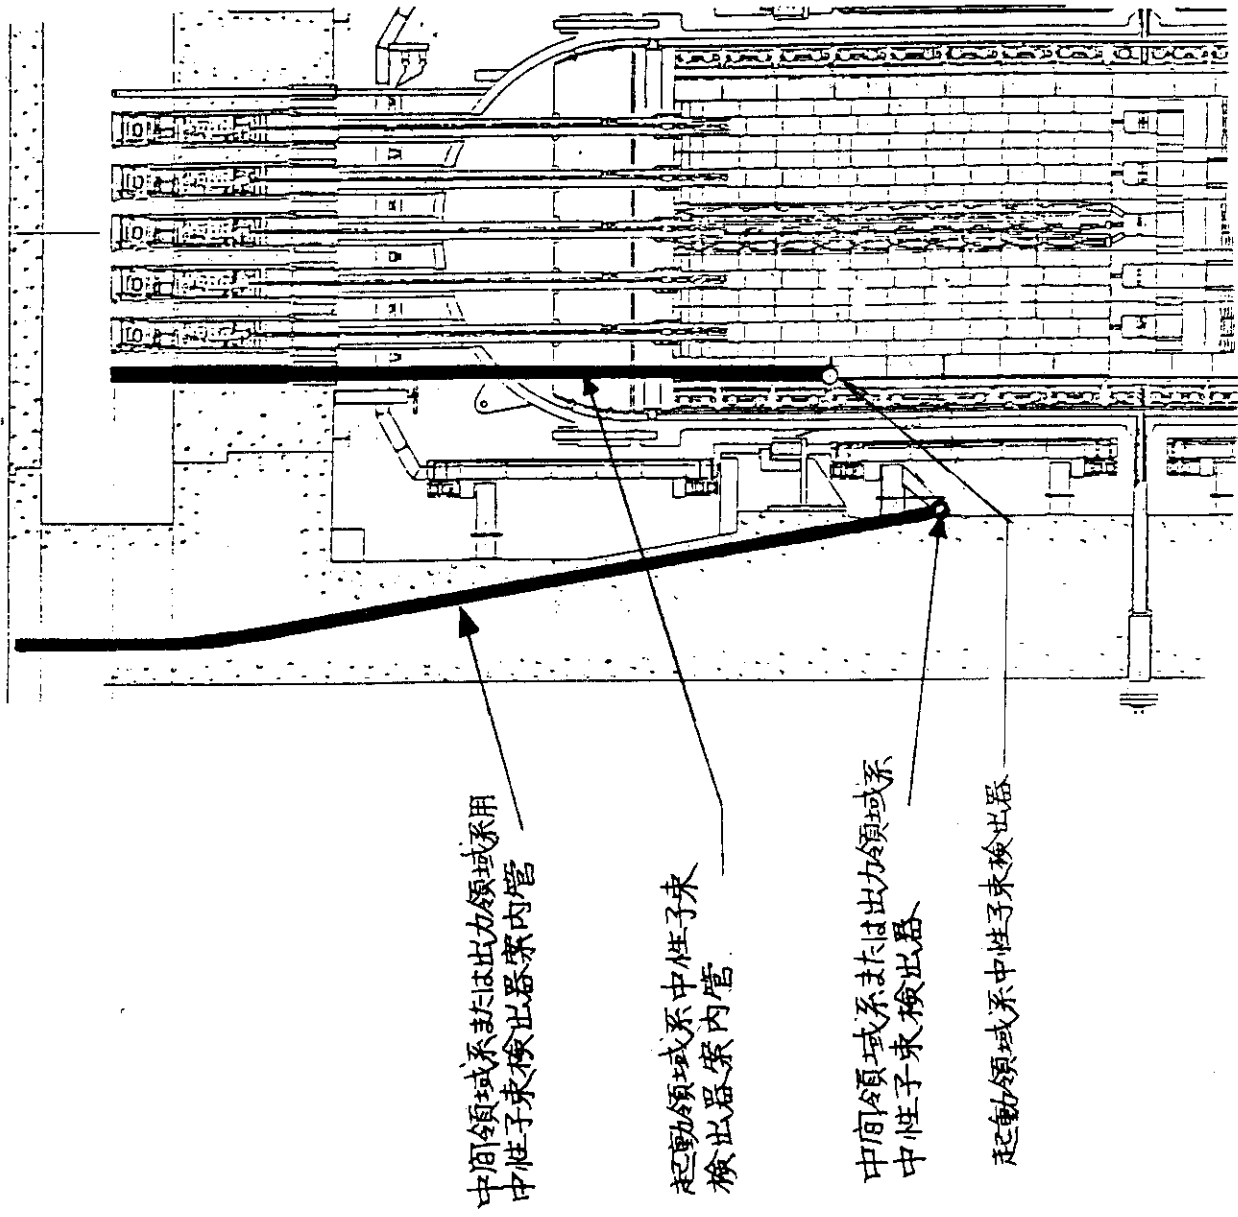 中间領域系または出力領域系用
中性子束検出器案内管
起動領域系中性子束
検出器案内管
中间領域系または出力領域系
中性子束検出器
起動領域系中性子束検出器